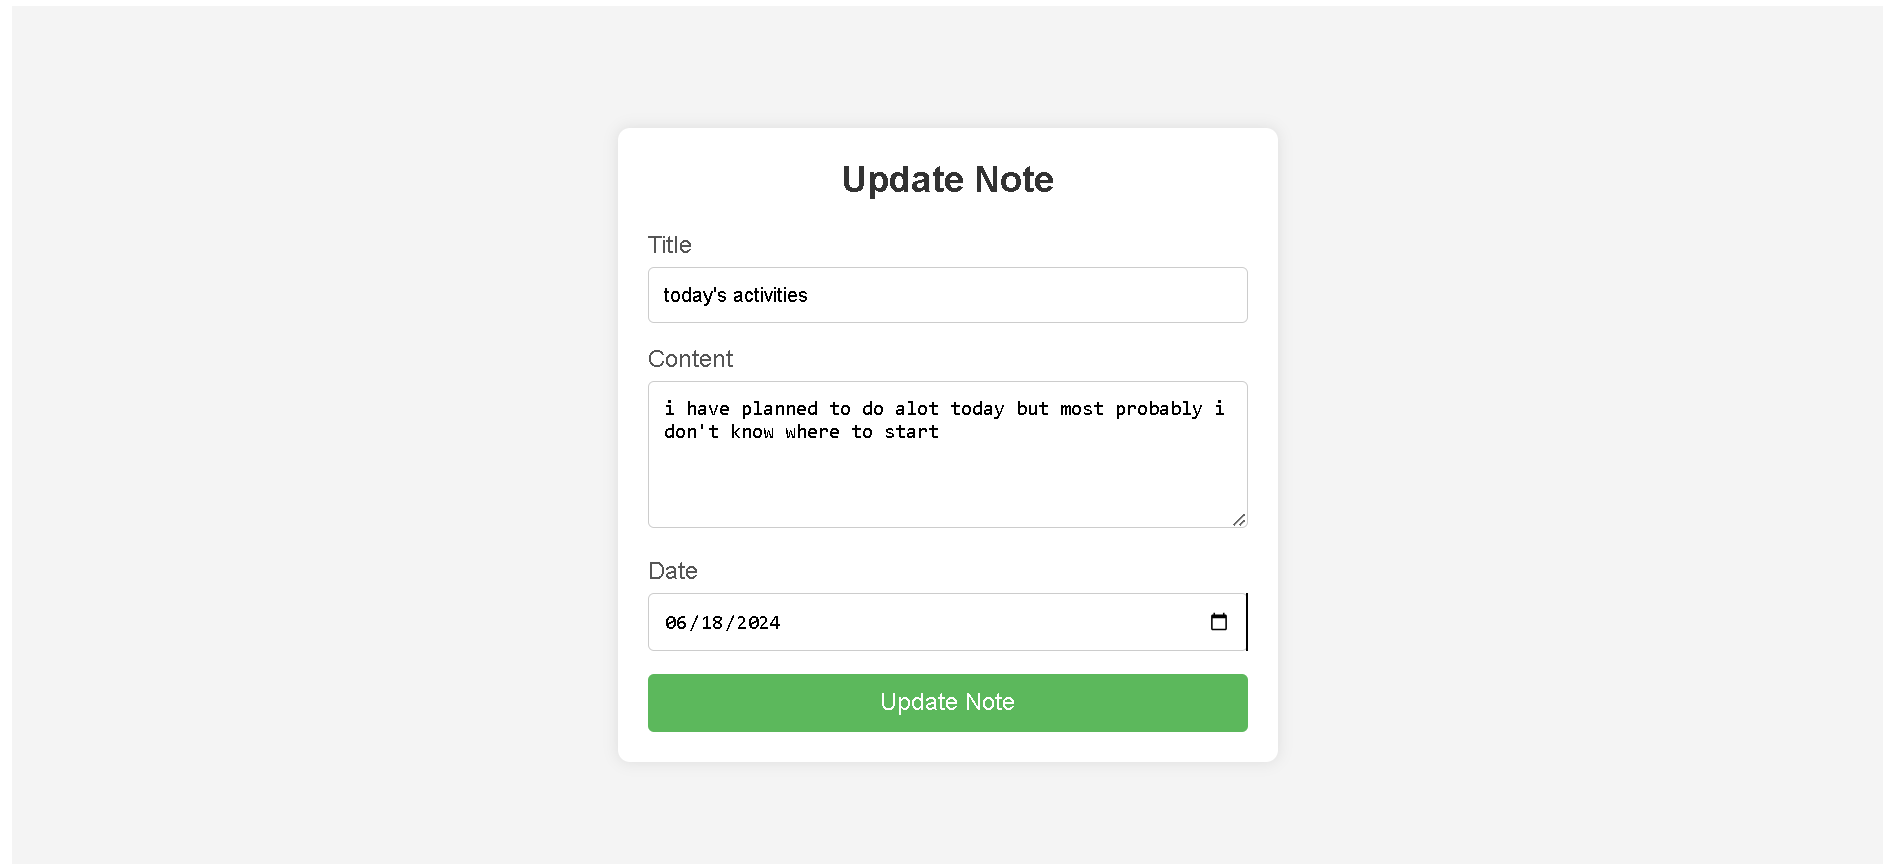 Update Note
Title
today's activities
Content
i have planned to do alot today but most probably i
don't know where to start
Date
06/18/2024
Update Note